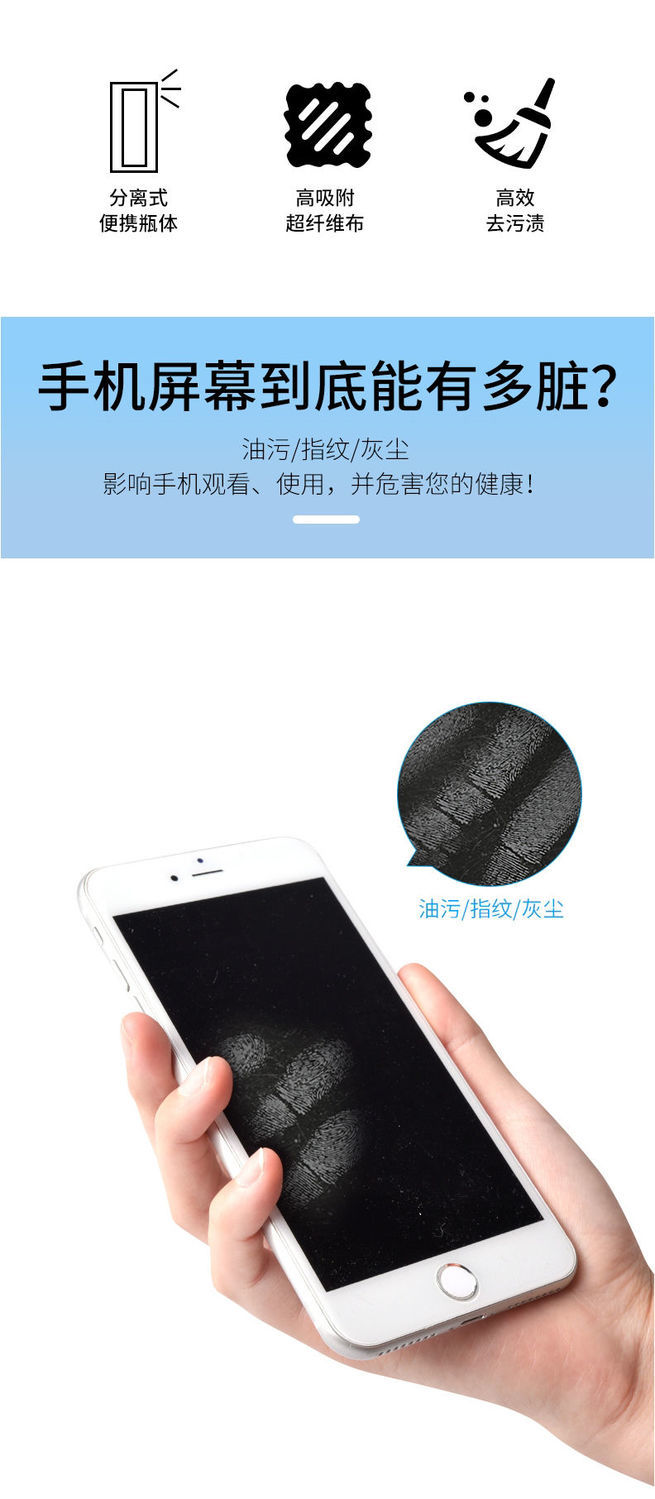 分离式
便携瓶体
高吸附
超纤维布
高效
去污渍
手机屏幕到底能有多脏?
油污/指纹/灰尘
影响手机观看、使用，并危害您的健康！
油污/指纹/灰尘